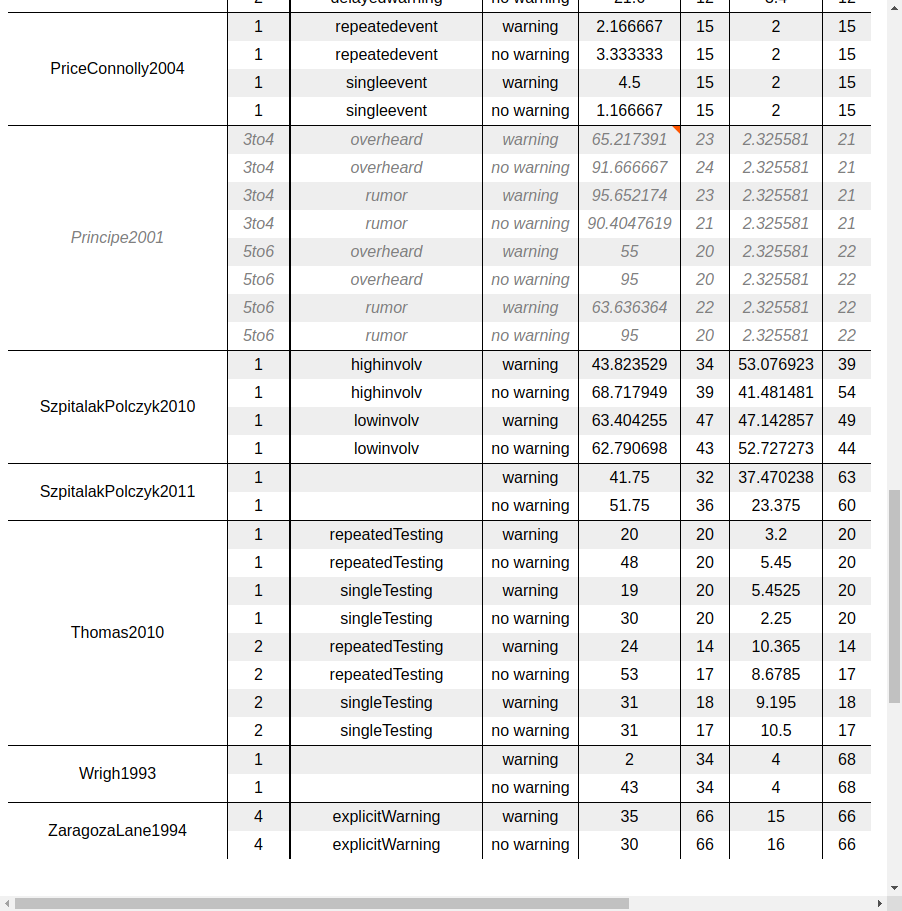 2 delayedwarning no warning 21.6 12 8.4 12
PriceConnolly2004
1 repeatedevent warning 2.166667 15 2 15
1 repeatedevent no warning 3.333333 15 2 15
1 singleevent warning 4.5 15 2 15
1 singleevent no warning 1.166667 15 2 15
Principe2001
3to4 overheard warning 65.217391 23 2.325581 21
3to4 overheard no warning 91.666667 24 2.325581 21
3to4 rumor warning 95.652174 23 2.325581 21
3to4 rumor no warning 90.4047619 21 2.325581 21
5to6 overheard warning 55 20 2.325581 22
5to6 overheard no warning 95 20 2.325581 22
5to6 rumor warning 63.636364 22 2.325581 22
5to6 rumor no warning 95 20 2.325581 22
SzpitalakPolczyk2010
1 highinvolv warning 43.823529 34 53.076923 39
1 highinvolv no warning 68.717949 39 41.481481 54
1 lowinvolv warning 63.404255 47 47.142857 49
1 lowinvolv no warning 62.790698 43 52.727273 44
SzpitalakPolczyk2011
1 warning 41.75 32 37.470238 63
1 no warning 51.75 36 23.375 60
Thomas2010
1 repeatedTesting warning 20 20 3.2 20
1 repeatedTesting no warning 48 20 5.45 20
1 singleTesting warning 19 20 5.4525 20
1 singleTesting no warning 30 20 2.25 20
2 repeatedTesting warning 24 14 10.365 14
2 repeatedTesting no warning 53 17 8.6785 17
2 singleTesting warning 31 18 9.195 18
2 singleTesting no warning 31 17 10.5 17
Wrigh1993
1 warning 2 34 4 68
1 no warning 43 34 4 68
ZaragozaLane1994
4 explicitWarning warning 35 66 15 66
4 explicitWarning no warning 30 66 16 66